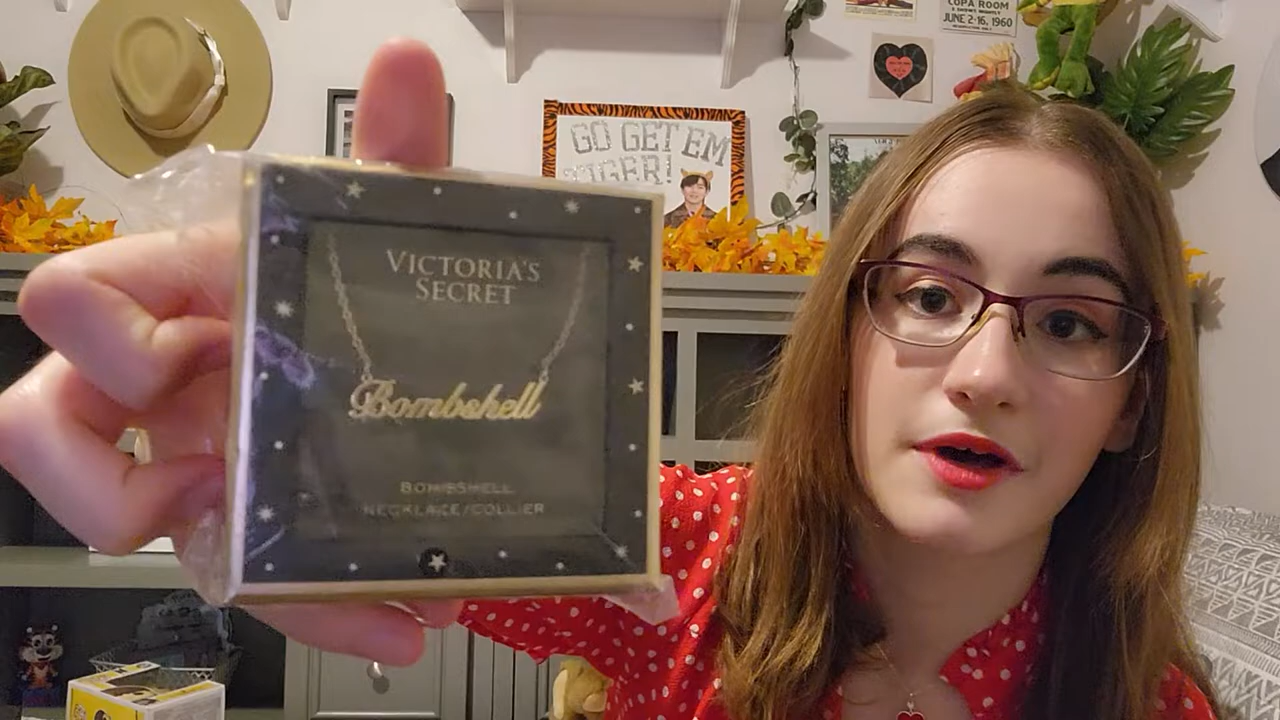 COPA ROOM
JUNE 2-16, 1960
GO GET EM
TIGER!
VICTORIA'S
SECRET
Bombshell
BOMBSHELL
NECKLACE/COLLIER